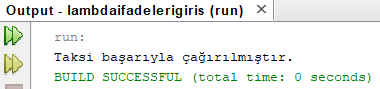 Output - lambdaifadelerigiris (run) ×
run:
Taksi başarıyla çağırılmıştır.
BUILD SUCCESSFUL (total time: 0 seconds)